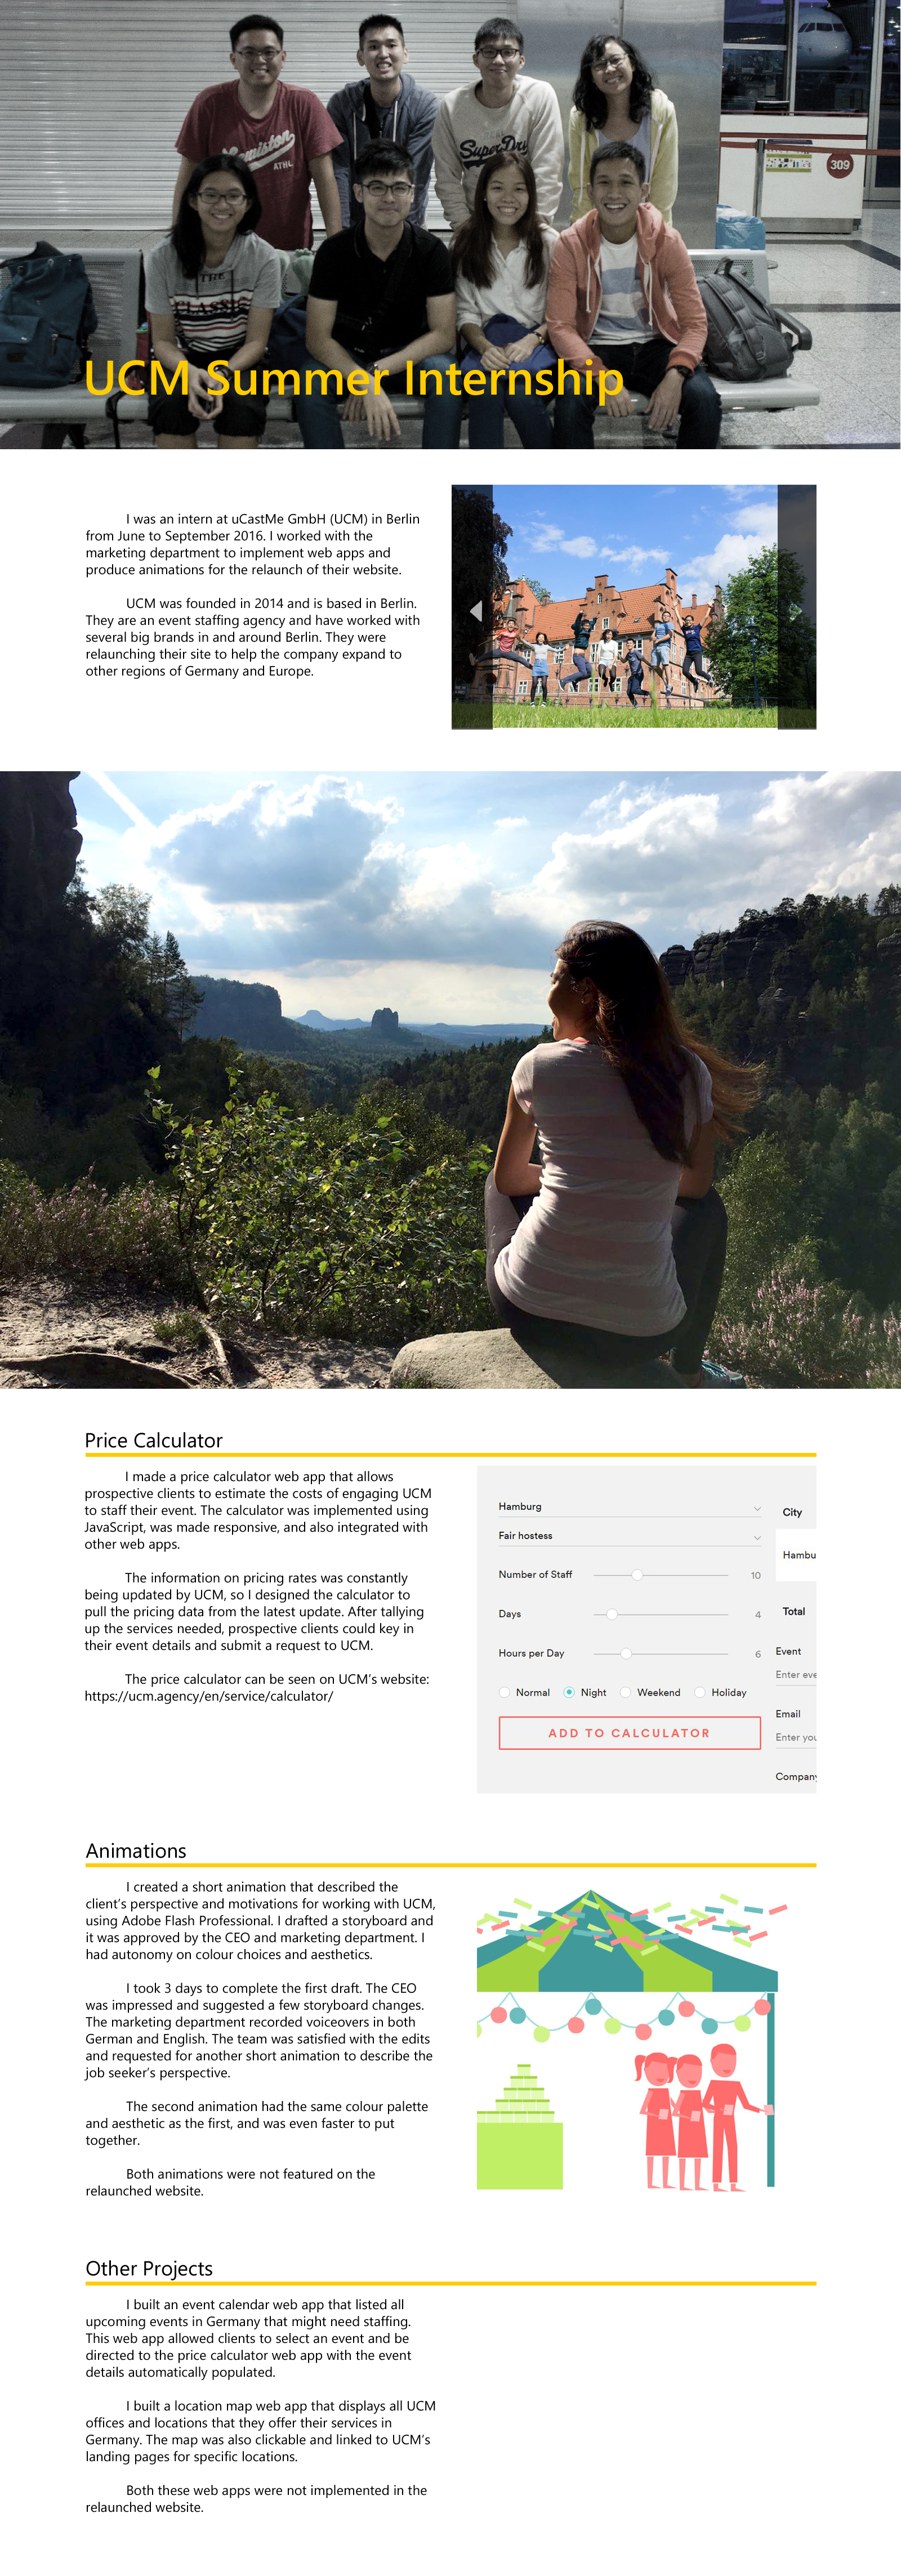 ATHL
SuperDry
309
THE
UCM Summer Internship
I was an intern at uCastMe GmbH (UCM) in Berlin
from June to September 2016. I worked with the
marketing department to implement web apps and
produce animations for the relaunch of their website.
UCM was founded in 2014 and is based in Berlin.
They are an event staffing agency and have worked with
several big brands in and around Berlin. They were
relaunching their site to help the company expand to
other regions of Germany and Europe.
Price Calculator
I made a price calculator web app that allows
prospective clients to estimate the costs of engaging UCM
to staff their event. The calculator was implemented using
JavaScript, was made responsive, and also integrated with
other web apps.
The information on pricing rates was constantly
being updated by UCM, so I designed the calculator to
pull the pricing data from the latest update. After tallying
up the services needed, prospective clients could key in
their event details and submit a request to UCM.
The price calculator can be seen on UCM's website:
https://ucm.agency/en/service/calculator/
Hamburg
Fair hostess
Number of Staff 10
Days 4
Hours per Day 6
Normal Night Weekend Holiday
ADD TO CALCULATOR
City
Hambu
Total
Event
Enter eve
Email
Enter you
Company
Animations
I created a short animation that described the
client's perspective and motivations for working with UCM,
using Adobe Flash Professional. I drafted a storyboard and
it was approved by the CEO and marketing department. I
had autonomy on colour choices and aesthetics.
I took 3 days to complete the first draft. The CEO
was impressed and suggested a few storyboard changes.
The marketing department recorded voiceovers in both
German and English. The team was satisfied with the edits
and requested for another short animation to describe the
job seeker's perspective.
The second animation had the same colour palette
and aesthetic as the first, and was even faster to put
together.
Both animations were not featured on the
relaunched website.
Other Projects
I built an event calendar web app that listed all
upcoming events in Germany that might need staffing.
This web app allowed clients to select an event and be
directed to the price calculator web app with the event
details automatically populated.
I built a location map web app that displays all UCM
offices and locations that they offer their services in
Germany. The map was also clickable and linked to UCM's
landing pages for specific locations.
Both these web apps were not implemented in the
relaunched website.